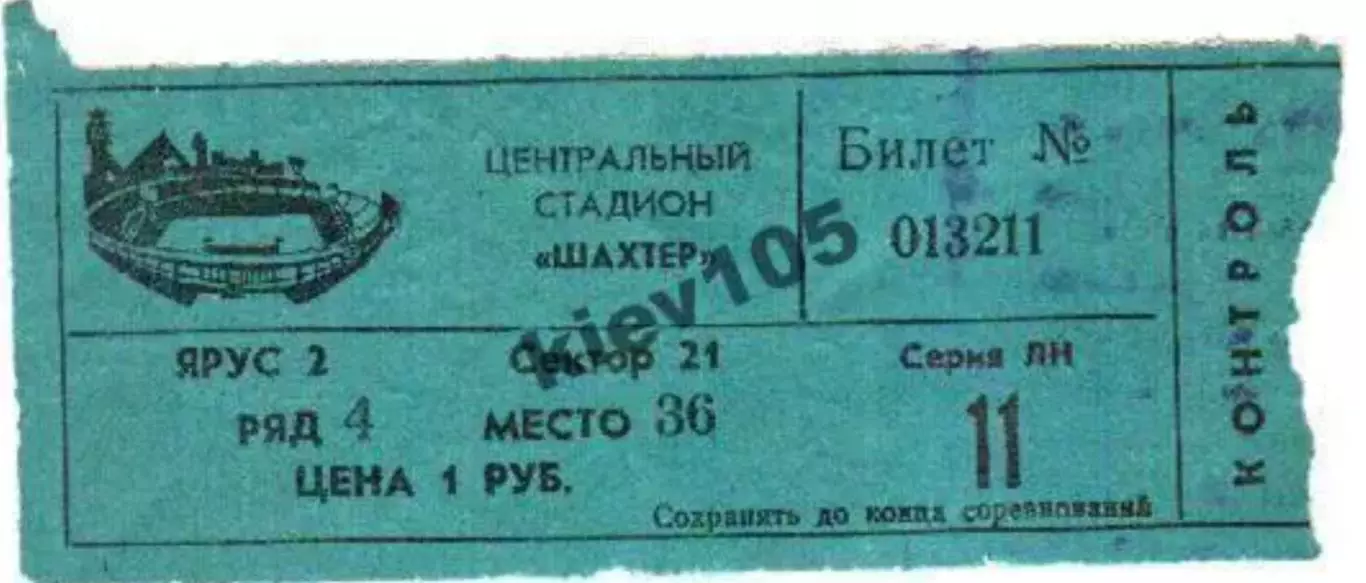 ЦЕНТРАЛЬНЫЙ
СТАДИОН
«ШАХТЕР»
Билет №
013211
ЯРУС 2
Сектор 21
Серия ЛН
РЯД 4
МЕСТО 36
11
ЦЕНА 1 РУБ.
Сохранять до конца соревнований
КОНТРОЛЬ
kiev105